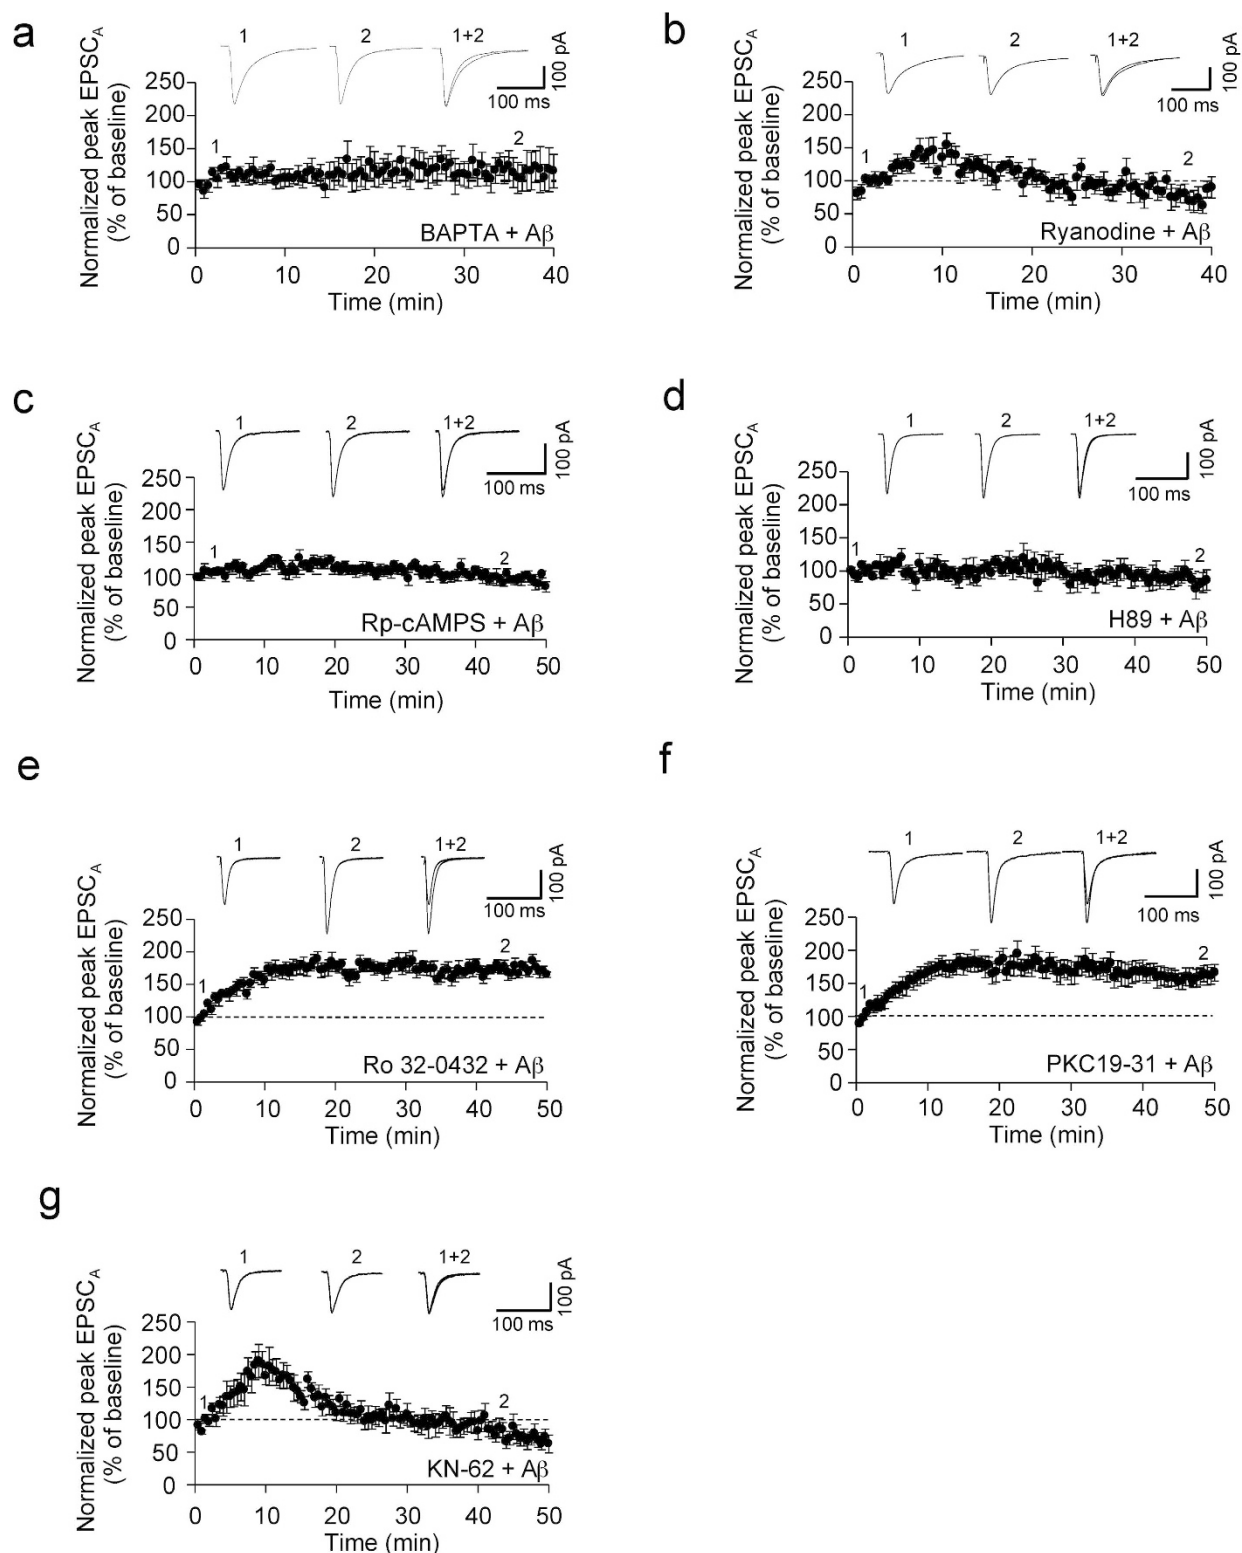 a
Normalized peak EPSC_A
(% of baseline)
1 2 1+2
100 pA
100 ms
250
200
150
100
50
0
1 2
BAPTA + Aβ
0 10 20 30 40
Time (min)
b
Normalized peak EPSC_A
(% of baseline)
1 2 1+2
100 pA
100 ms
250
200
150
100
50
0
1 2
Ryanodine + Aβ
0 10 20 30 40
Time (min)
c
Normalized peak EPSC_A
(% of baseline)
1 2 1+2
100 pA
100 ms
250
200
150
100
50
0
1 2
Rp-cAMPS + Aβ
0 10 20 30 40 50
Time (min)
d
Normalized peak EPSC_A
(% of baseline)
1 2 1+2
100 pA
100 ms
250
200
150
100
50
0
1 2
H89 + Aβ
0 10 20 30 40 50
Time (min)
e
Normalized peak EPSC_A
(% of baseline)
1 2 1+2
100 pA
100 ms
250
200
150
100
50
0
1 2
Ro 32-0432 + Aβ
0 10 20 30 40 50
Time (min)
f
Normalized peak EPSC_A
(% of baseline)
1 2 1+2
100 pA
100 ms
250
200
150
100
50
0
1 2
PKC19-31 + Aβ
0 10 20 30 40 50
Time (min)
g
Normalized peak EPSC_A
(% of baseline)
1 2 1+2
100 pA
100 ms
250
200
150
100
50
0
1 2
KN-62 + Aβ
0 10 20 30 40 50
Time (min)